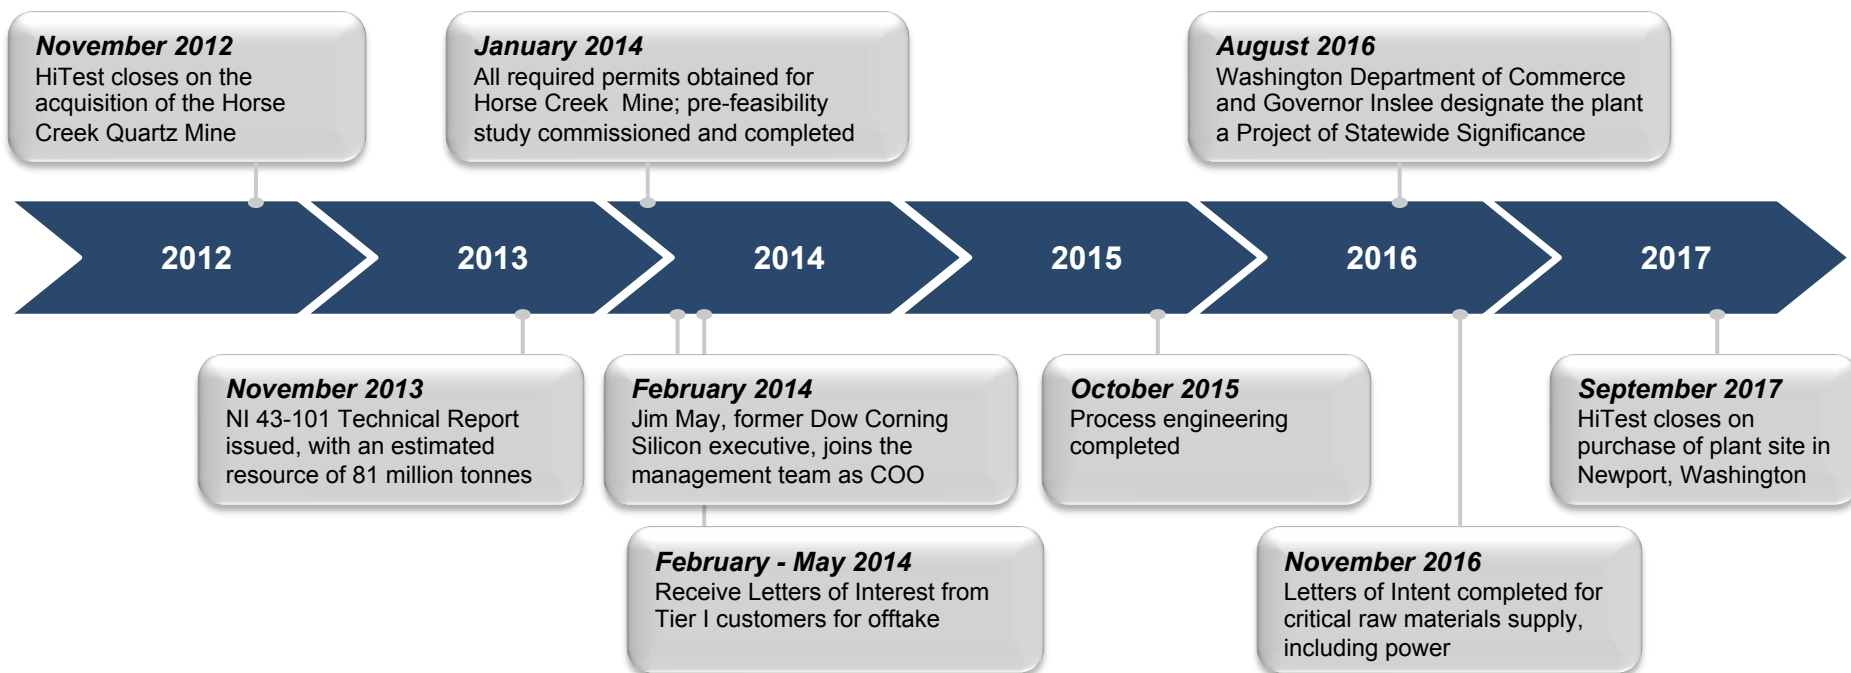 November 2012
HiTest closes on the
acquisition of the Horse
Creek Quartz Mine
January 2014
All required permits obtained for
Horse Creek Mine; pre-feasibility
study commissioned and completed
August 2016
Washington Department of Commerce
and Governor Inslee designate the plant
a Project of Statewide Significance
2012
2013
2014
2015
2016
2017
November 2013
NI 43-101 Technical Report
issued, with an estimated
resource of 81 million tonnes
February 2014
Jim May, former Dow Corning
Silicon executive, joins the
management team as COO
October 2015
Process engineering
completed
September 2017
HiTest closes on
purchase of plant site in
Newport, Washington
February - May 2014
Receive Letters of Interest from
Tier I customers for offtake
November 2016
Letters of Intent completed for
critical raw materials supply,
including power